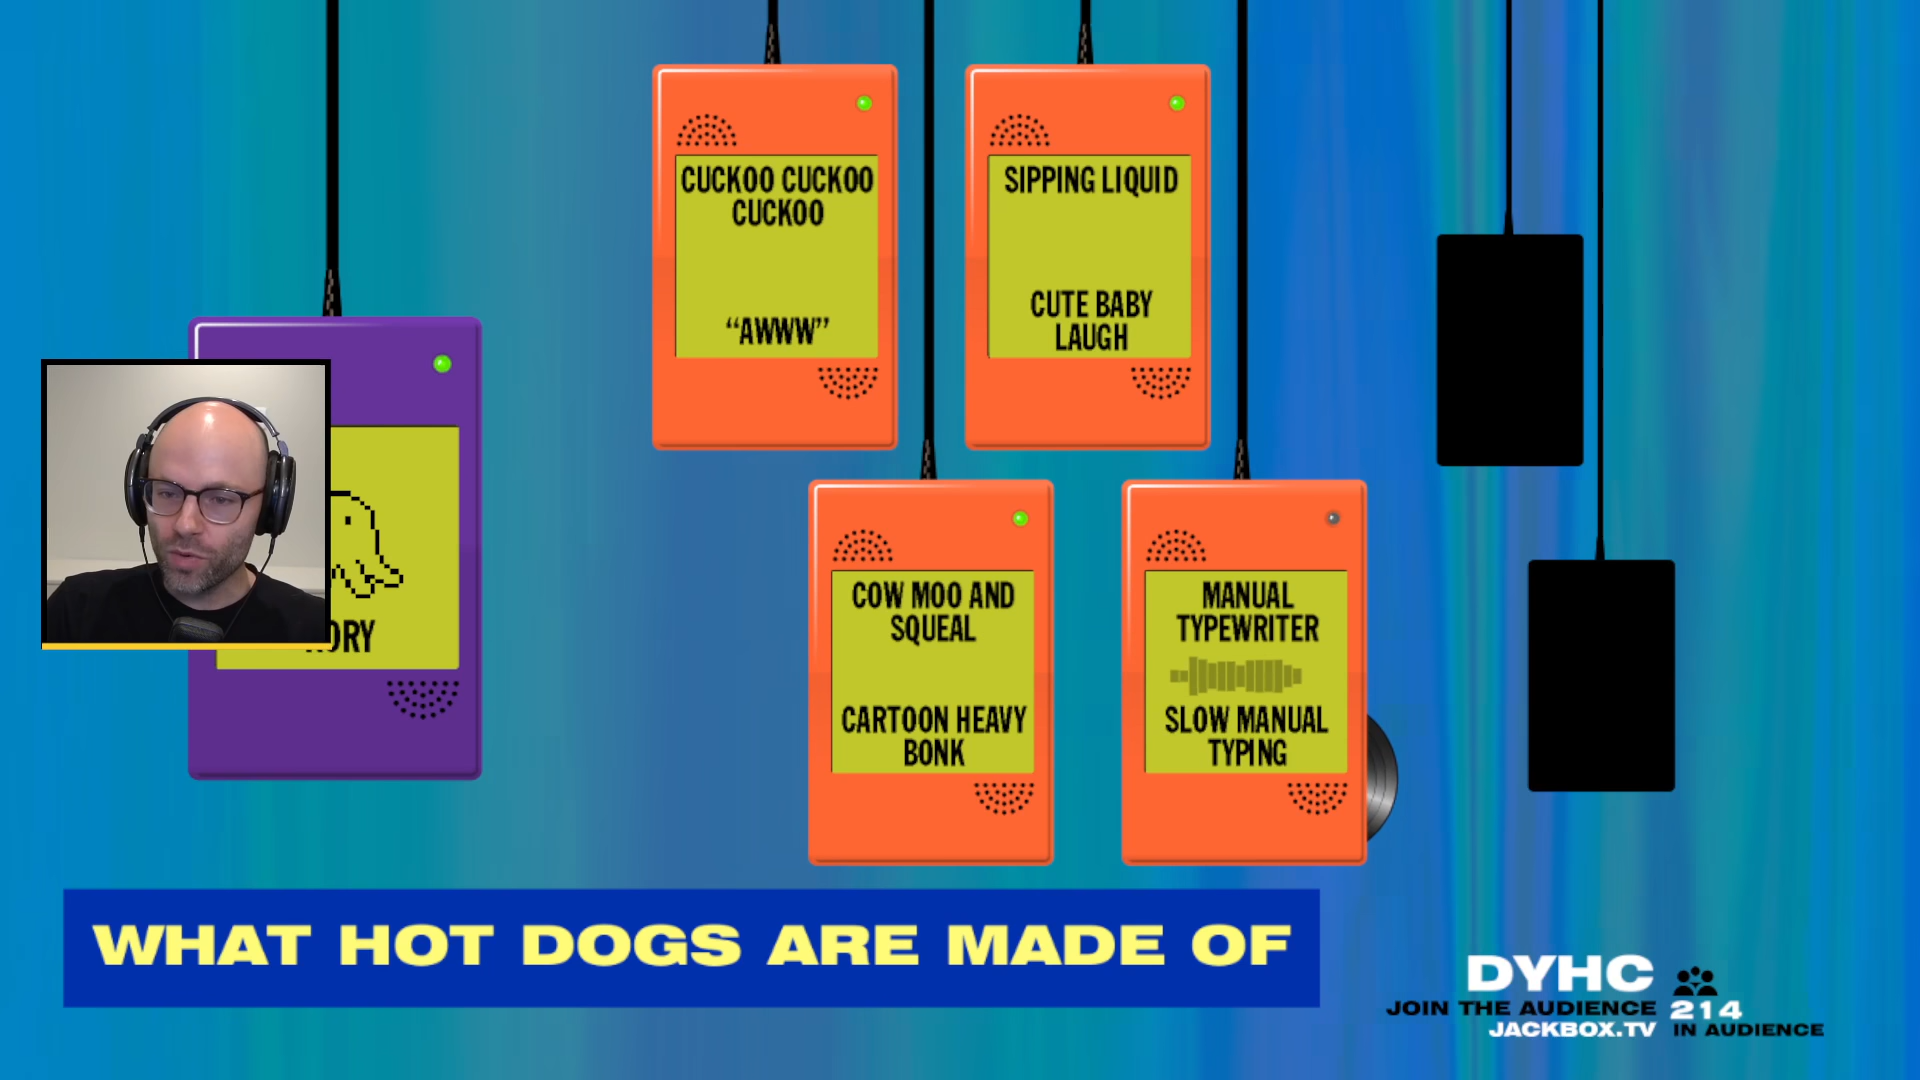 CUCKOO CUCKOO
CUCKOO
“AWWW”
SIPPING LIQUID
CUTE BABY
LAUGH
COW MOO AND
SQUEAL
CARTOON HEAVY
BONK
MANUAL
TYPEWRITER
SLOW MANUAL
TYPING
WHAT HOT DOGS ARE MADE OF
DYHC
JOIN THE AUDIENCE 214
JACKBOX.TV IN AUDIENCE